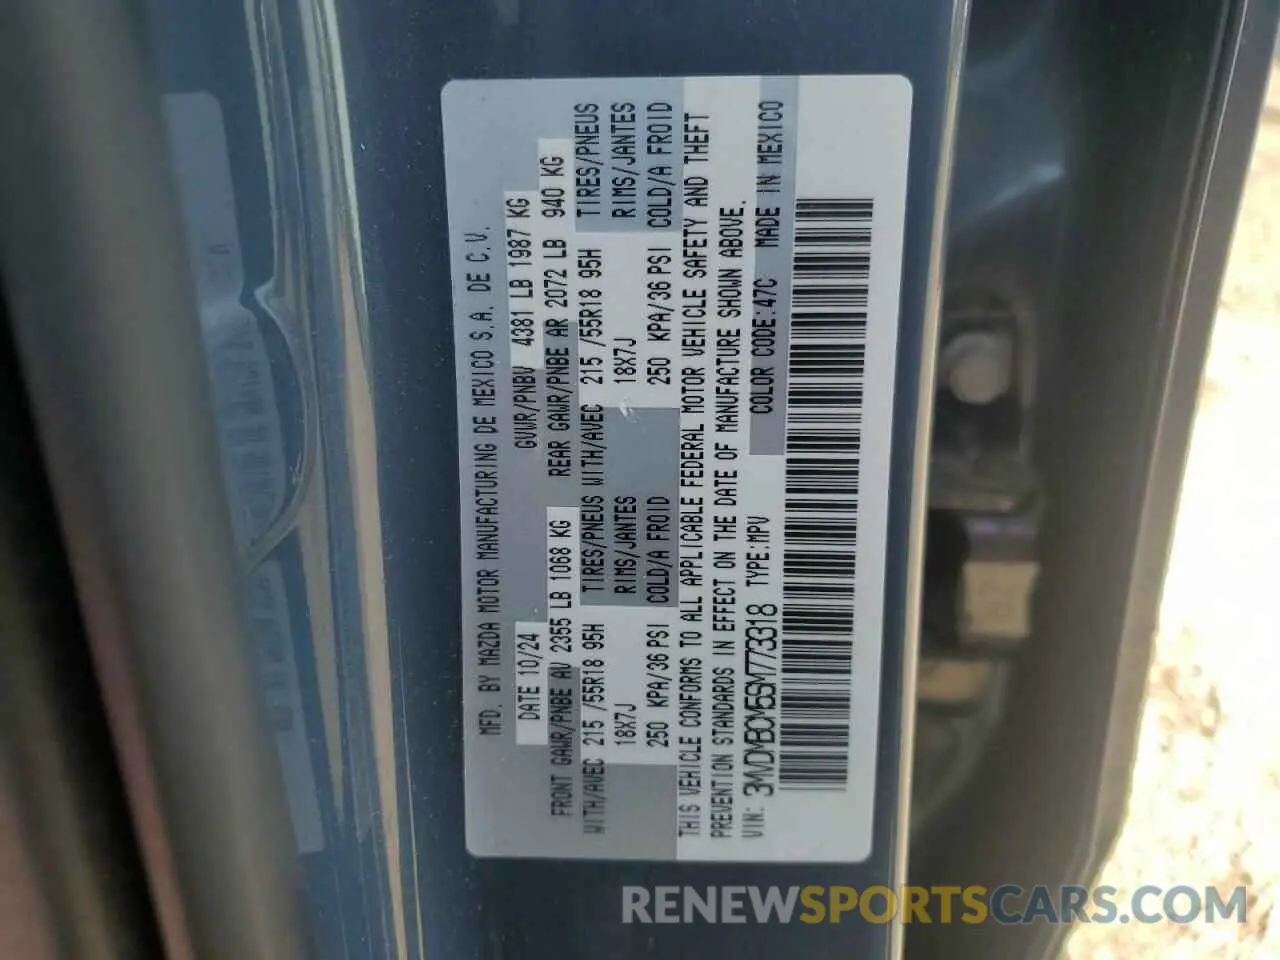 MFD. BY MAZDA MOTOR MANUFACTURING DE MEXICO S.A. DE C.V.
DATE 10/24 GVWR/PNBV 4381 LB 1987 KG
FRONT GAWR/PNBE AV 2355 LB 1068 KG REAR GAWR/PNBE AR 2072 LB 940 KG
WITH/AVEC 215 /55R18 95H TIRES/PNEUS WITH/AVEC 215 /55R18 95H TIRES/PNEUS
18X7J RIMS/JANTES 18X7J RIMS/JANTES
250 KPA/36 PSI COLD/A FROID 250 KPA/36 PSI COLD/A FROID
THIS VEHICLE CONFORMS TO ALL APPLICABLE FEDERAL MOTOR VEHICLE SAFETY AND THEFT
PREVENTION STANDARDS IN EFFECT ON THE DATE OF MANUFACTURE SHOWN ABOVE.
VIN: 3MVDMBCM5SM773318 TYPE:MPV COLOR CODE:47C MADE IN MEXICO
RENEWSPORTSCARS.COM